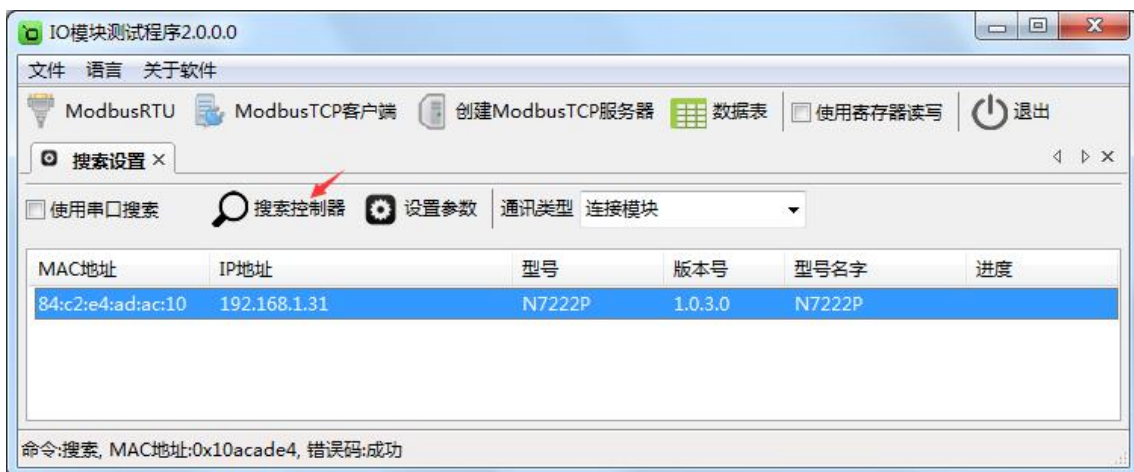 IO模块测试程序2.0.0.0
文件 语言 关于软件
ModbusRTU ModbusTCP客户端 创建ModbusTCP服务器 数据表 使用寄存器读写 退出
搜索设置
使用串口搜索 搜索控制器 设置参数 通讯类型 连接模块
MAC地址 IP地址 型号 版本号 型号名字 进度
84:c2:e4:ad:ac:10 192.168.1.31 N7222P 1.0.3.0 N7222P
命令:搜索, MAC地址:0x10acade4, 错误码:成功